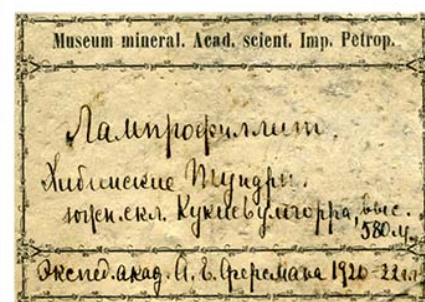 Museum mineral. Acad. scient. Imp. Petrop.
Лампрофиллит.
Хибинские Тундры.
южн. скл. Кукисвумчорра, выс.
580 м.
Экспед. акад. А. Е. Ферсмана 1920-22 гг